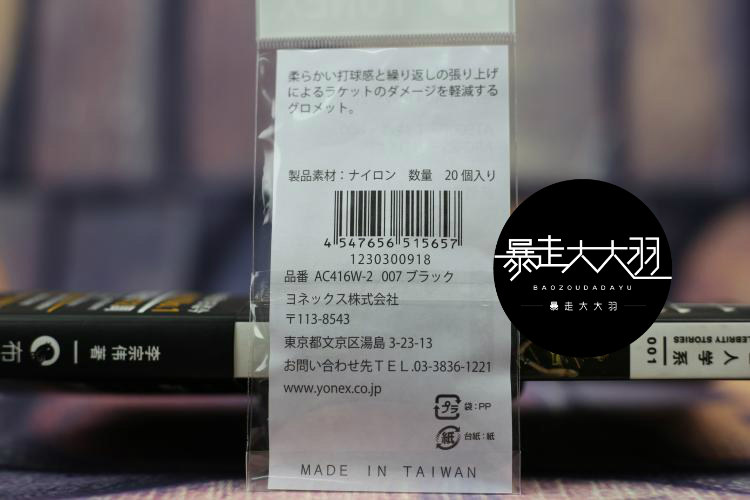 柔らかい打球感と繰り返しの張り上げ
によるラケットのダメージを軽減する
グロメット。
製品素材：ナイロン　数量　20個入り
4 547656 515657
1230300918
品番 AC416W-2 007 ブラック
ヨネックス株式会社
〒113-8543
東京都文京区湯島 3-23-13
お問い合わせ先ＴＥＬ.03-3836-1221
www.yonex.co.jp
プラ 袋：PP
紙 台紙：紙
MADE IN TAIWAN
暴走大大羽
BAOZOUDADAYU
暴走大大羽
李宗伟 著
布
人学系
LEBRITY STORIES
001